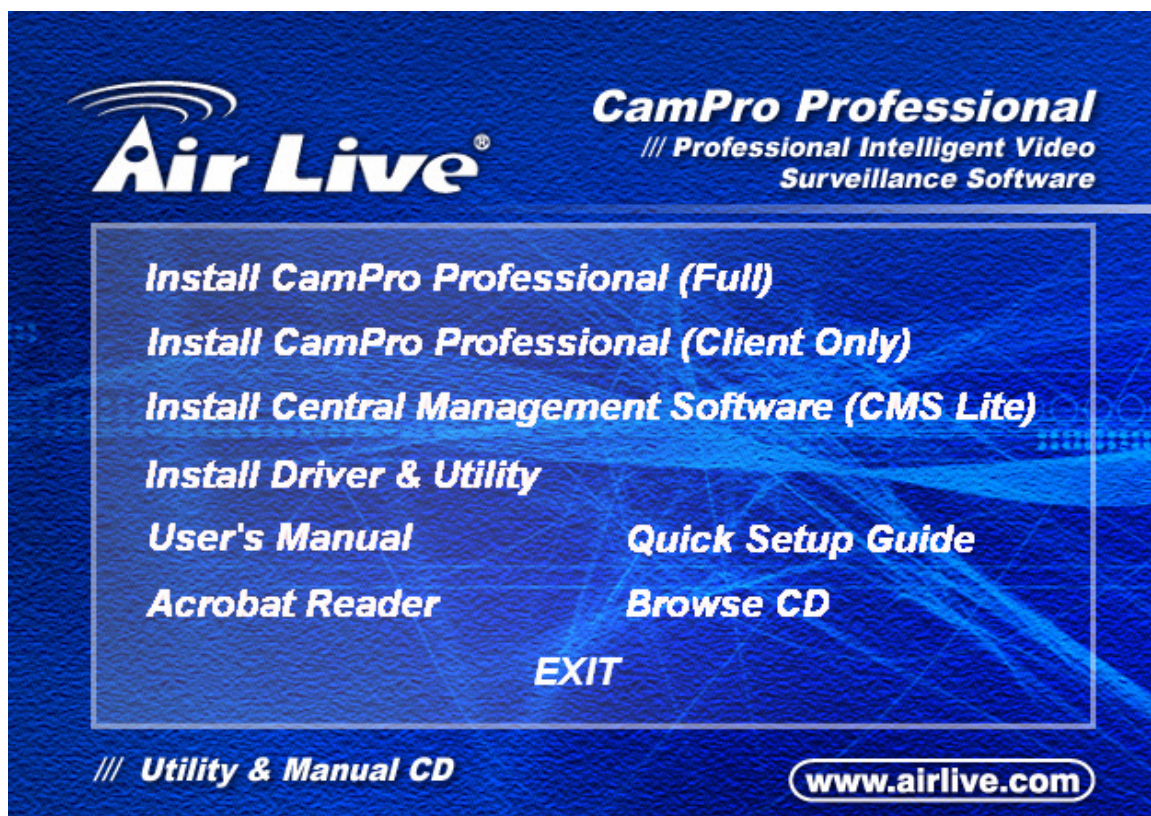 Air Live®
CamPro Professional
/// Professional Intelligent Video
Surveillance Software
Install CamPro Professional (Full)
Install CamPro Professional (Client Only)
Install Central Management Software (CMS Lite)
Install Driver & Utility
User's Manual
Quick Setup Guide
Acrobat Reader
Browse CD
EXIT
/// Utility & Manual CD
www.airlive.com